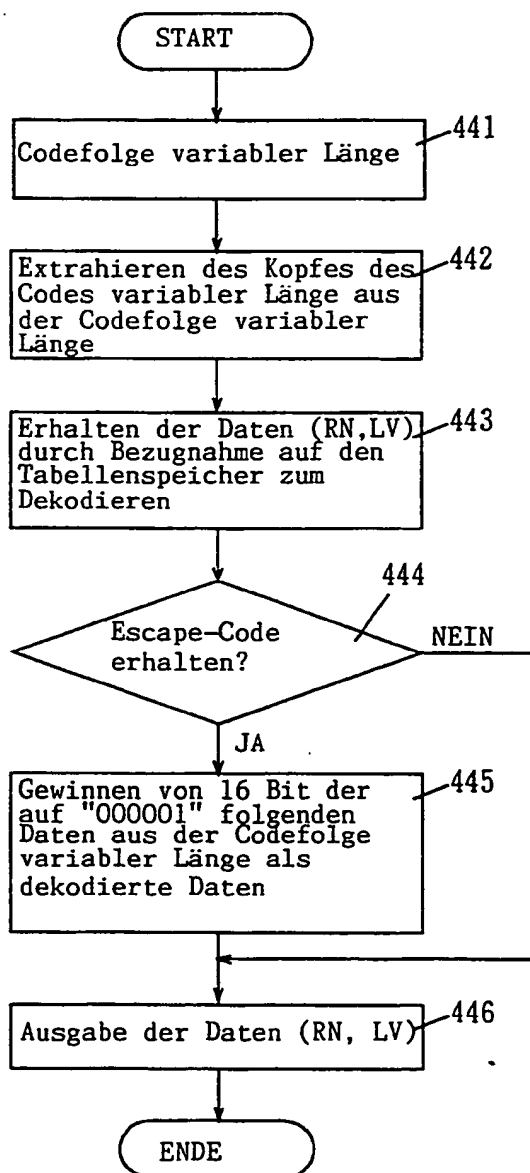 START
441
Codefolge variabler Länge
442
Extrahieren des Kopfes des
Codes variabler Länge aus
der Codefolge variabler
Länge
443
Erhalten der Daten (RN,LV)
durch Bezugnahme auf den
Tabellenspeicher zum
Dekodieren
444
Escape-Code
erhalten?
NEIN
JA
445
Gewinnen von 16 Bit der
auf "000001" folgenden
Daten aus der Codefolge
variabler Länge als
dekodierte Daten
446
Ausgabe der Daten (RN, LV)
ENDE